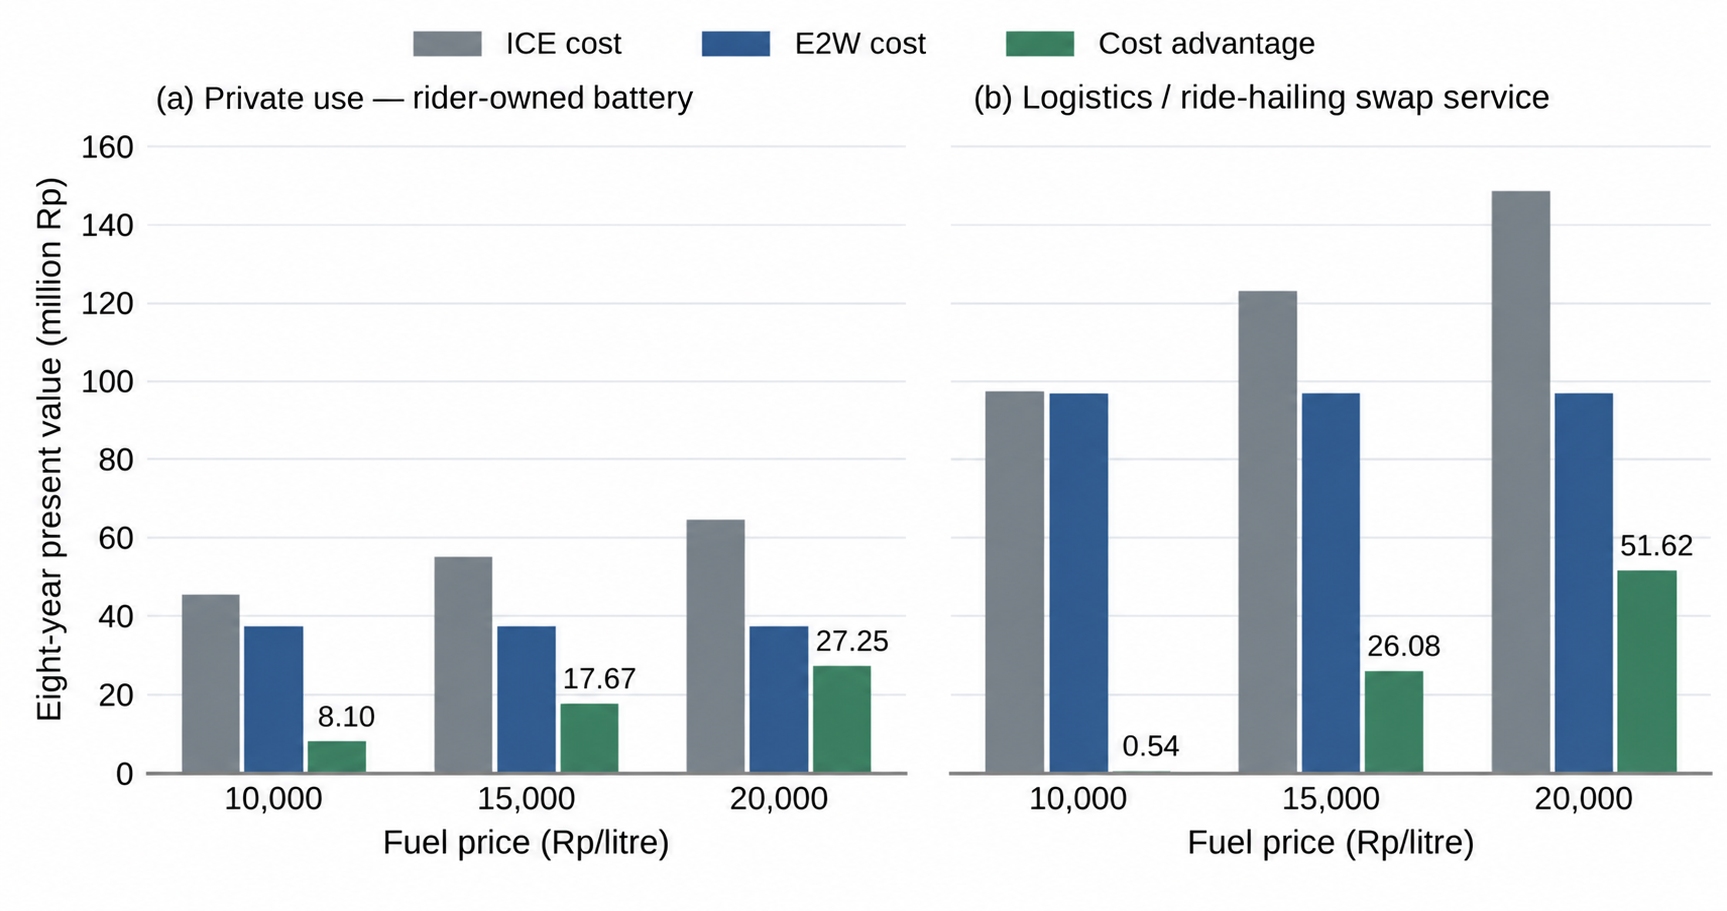 ICE cost E2W cost Cost advantage
(a) Private use — rider-owned battery
Eight-year present value (million Rp)
160
140
120
100
80
60
40
20
0
8.10
17.67
27.25
10,000 15,000 20,000
Fuel price (Rp/litre)
(b) Logistics / ride-hailing swap service
0.54
26.08
51.62
10,000 15,000 20,000
Fuel price (Rp/litre)